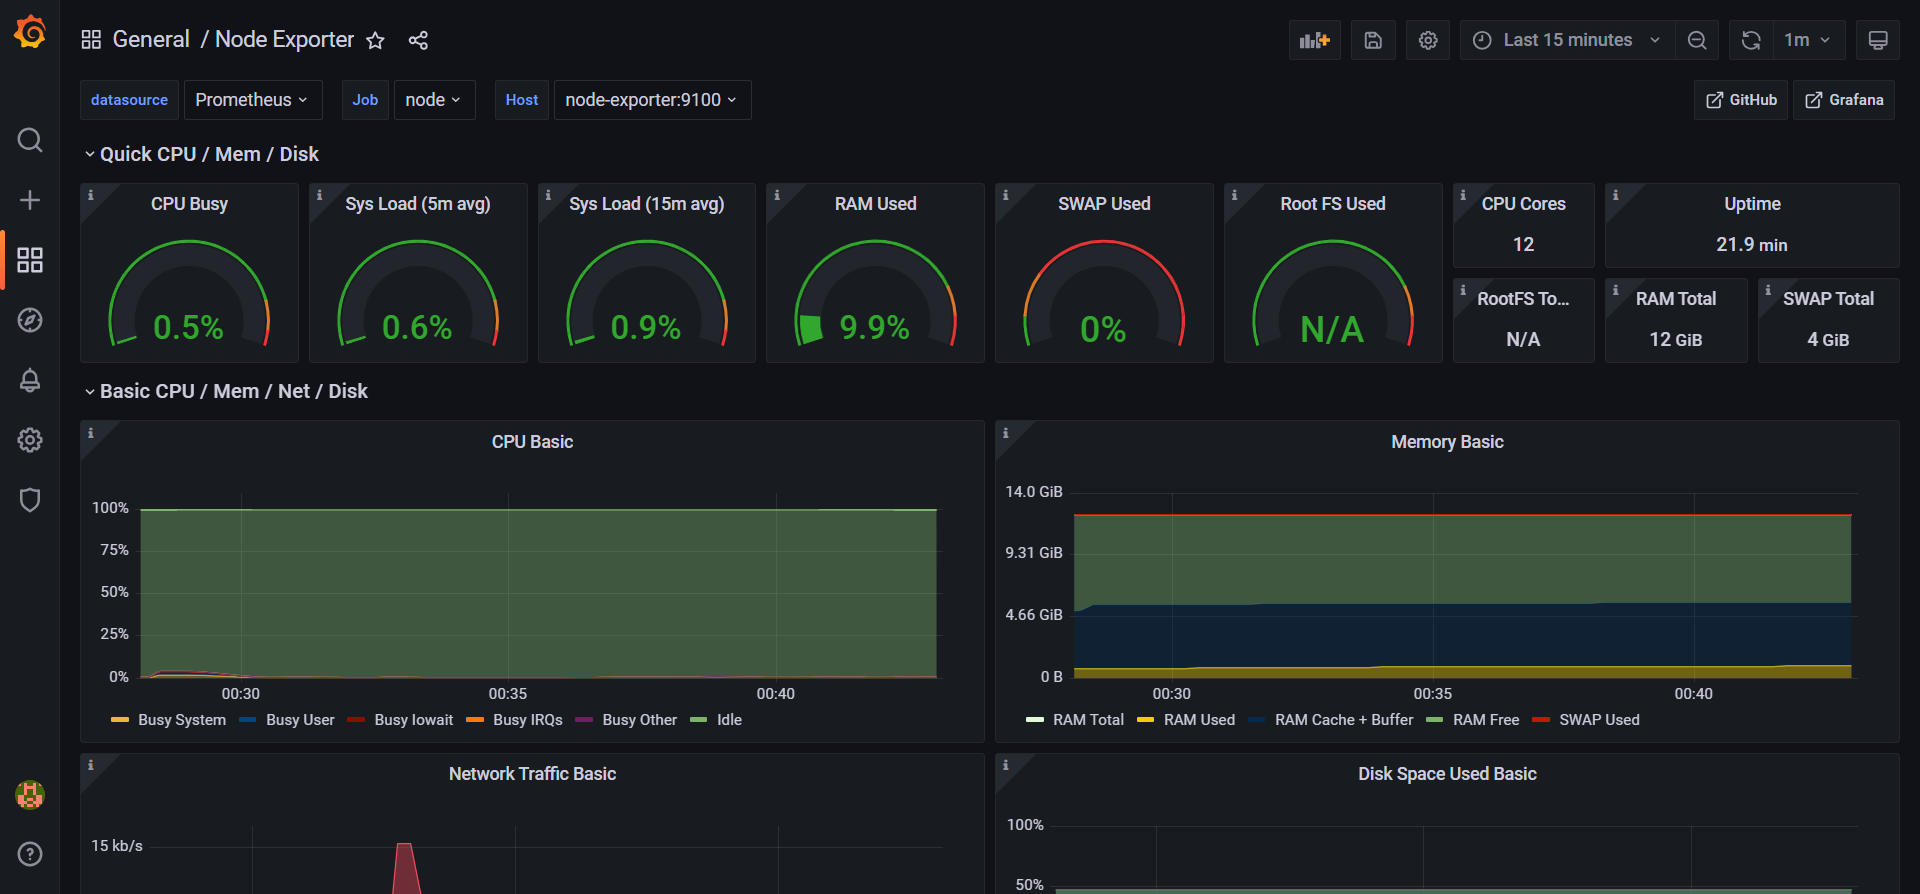 General / Node Exporter
Last 15 minutes
1m
datasource Prometheus Job node Host node-exporter:9100
GitHub Grafana
Quick CPU / Mem / Disk
CPU Busy
0.5%
Sys Load (5m avg)
0.6%
Sys Load (15m avg)
0.9%
RAM Used
9.9%
SWAP Used
0%
Root FS Used
N/A
CPU Cores
12
Uptime
21.9 min
RootFS To...
N/A
RAM Total
12 GiB
SWAP Total
4 GiB
Basic CPU / Mem / Net / Disk
CPU Basic
100%
75%
50%
25%
0%
00:30 00:35 00:40
Busy System Busy User Busy Iowait Busy IRQs Busy Other Idle
Memory Basic
14.0 GiB
9.31 GiB
4.66 GiB
0 B
00:30 00:35 00:40
RAM Total RAM Used RAM Cache + Buffer RAM Free SWAP Used
Network Traffic Basic
15 kb/s
Disk Space Used Basic
100%
50%